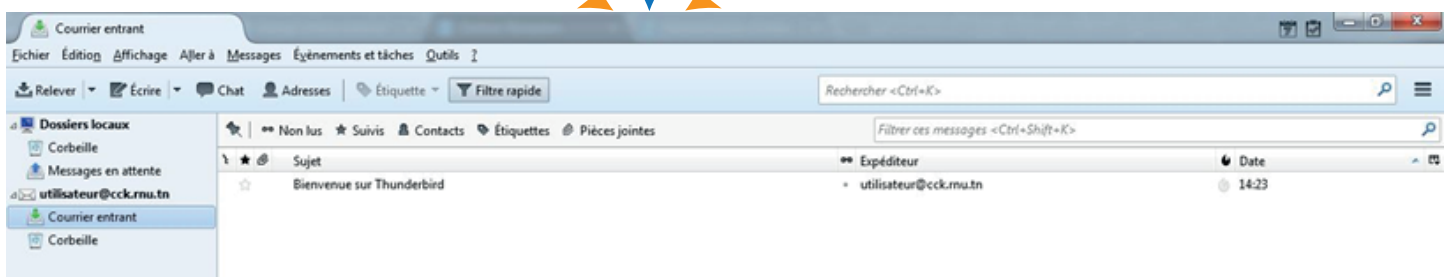 Courrier entrant
Fichier Édition Affichage Aller à Messages Évènements et tâches Outils ?
Relever Écrire Chat Adresses Étiquette Filtre rapide Rechercher <Ctrl+K>
Dossiers locaux Non lus Suivis Contacts Étiquettes Pièces jointes Filtrer ces messages <Ctrl+Shift+K>
Corbeille Sujet Expéditeur Date
Messages en attente Bienvenue sur Thunderbird utilisateur@cck.rnu.tn 14:23
utilisateur@cck.rnu.tn
Courrier entrant
Corbeille